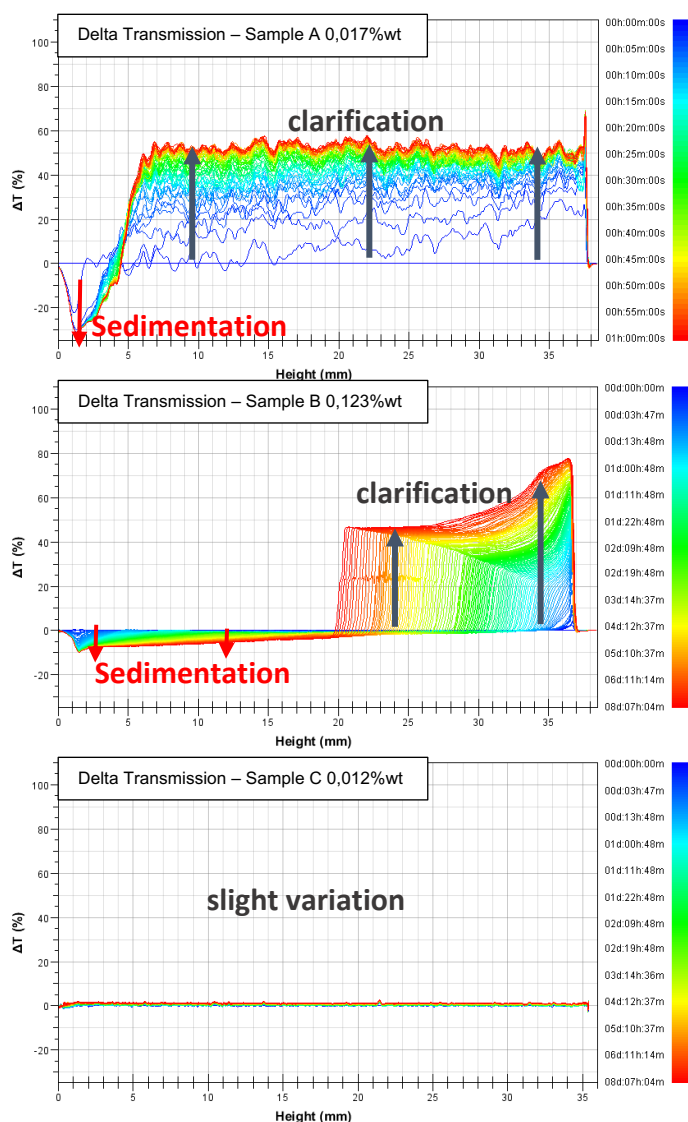 Delta Transmission – Sample A 0,017%wt
100
80
60
40
20
0
-20
ΔT (%)
clarification
Sedimentation
0 5 10 15 20 25 30 35
Height (mm)
00h:00m:00s
00h:05m:00s
00h:10m:00s
00h:15m:00s
00h:20m:00s
00h:25m:00s
00h:30m:00s
00h:35m:00s
00h:40m:00s
00h:45m:00s
00h:50m:00s
00h:55m:00s
01h:00m:00s
Delta Transmission – Sample B 0,123%wt
100
80
60
40
20
0
-20
ΔT (%)
clarification
Sedimentation
0 5 10 15 20 25 30 35
Height (mm)
00d:00h:00m
00d:03h:47m
00d:13h:48m
01d:00h:48m
01d:11h:48m
01d:22h:48m
02d:09h:48m
02d:19h:48m
03d:14h:37m
04d:12h:37m
05d:10h:37m
06d:11h:14m
08d:07h:04m
Delta Transmission – Sample C 0,012%wt
100
80
60
40
20
0
-20
ΔT (%)
slight variation
0 5 10 15 20 25 30 35
Height (mm)
00d:00h:00m
00d:03h:47m
00d:13h:48m
01d:00h:48m
01d:11h:48m
01d:22h:48m
02d:09h:48m
02d:19h:48m
03d:14h:36m
04d:12h:37m
05d:10h:37m
06d:11h:14m
08d:07h:04m